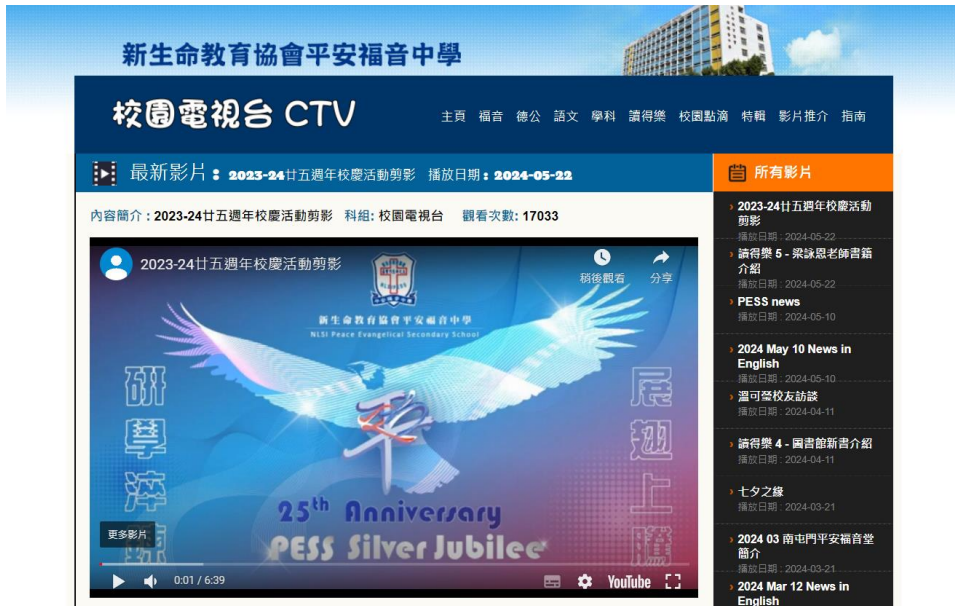 新生命教育協會平安福音中學
校園電視台 CTV
主頁 福音 德公 語文 學科 讀得樂 校園點滴 特輯 影片推介 指南
最新影片: 2023-24廿五週年校慶活動剪影 播放日期: 2024-05-22
內容簡介 : 2023-24廿五週年校慶活動剪影 科組: 校園電視台 觀看次數: 17033
2023-24廿五週年校慶活動剪影
稍後觀看
分享
新生命教育協會平安福音中學
NLSI Peace Evangelical Secondary School
研學淬鍊
展翅上騰
平
25th Anniversary
PESS Silver Jubilee
更多影片
0:01 / 6:39
YouTube
所有影片
2023-24廿五週年校慶活動
剪影
播放日期 : 2024-05-22
讀得樂 5 - 梁詠恩老師書籍
介紹
播放日期 : 2024-05-22
PESS news
播放日期 : 2024-05-10
2024 May 10 News in
English
播放日期 : 2024-05-10
溫可螢校友訪談
播放日期 : 2024-04-11
讀得樂 4 - 圖書館新書介紹
播放日期 : 2024-04-11
七夕之緣
播放日期 : 2024-03-21
2024 03 南屯門平安福音堂
簡介
播放日期 : 2024-03-21
2024 Mar 12 News in
English